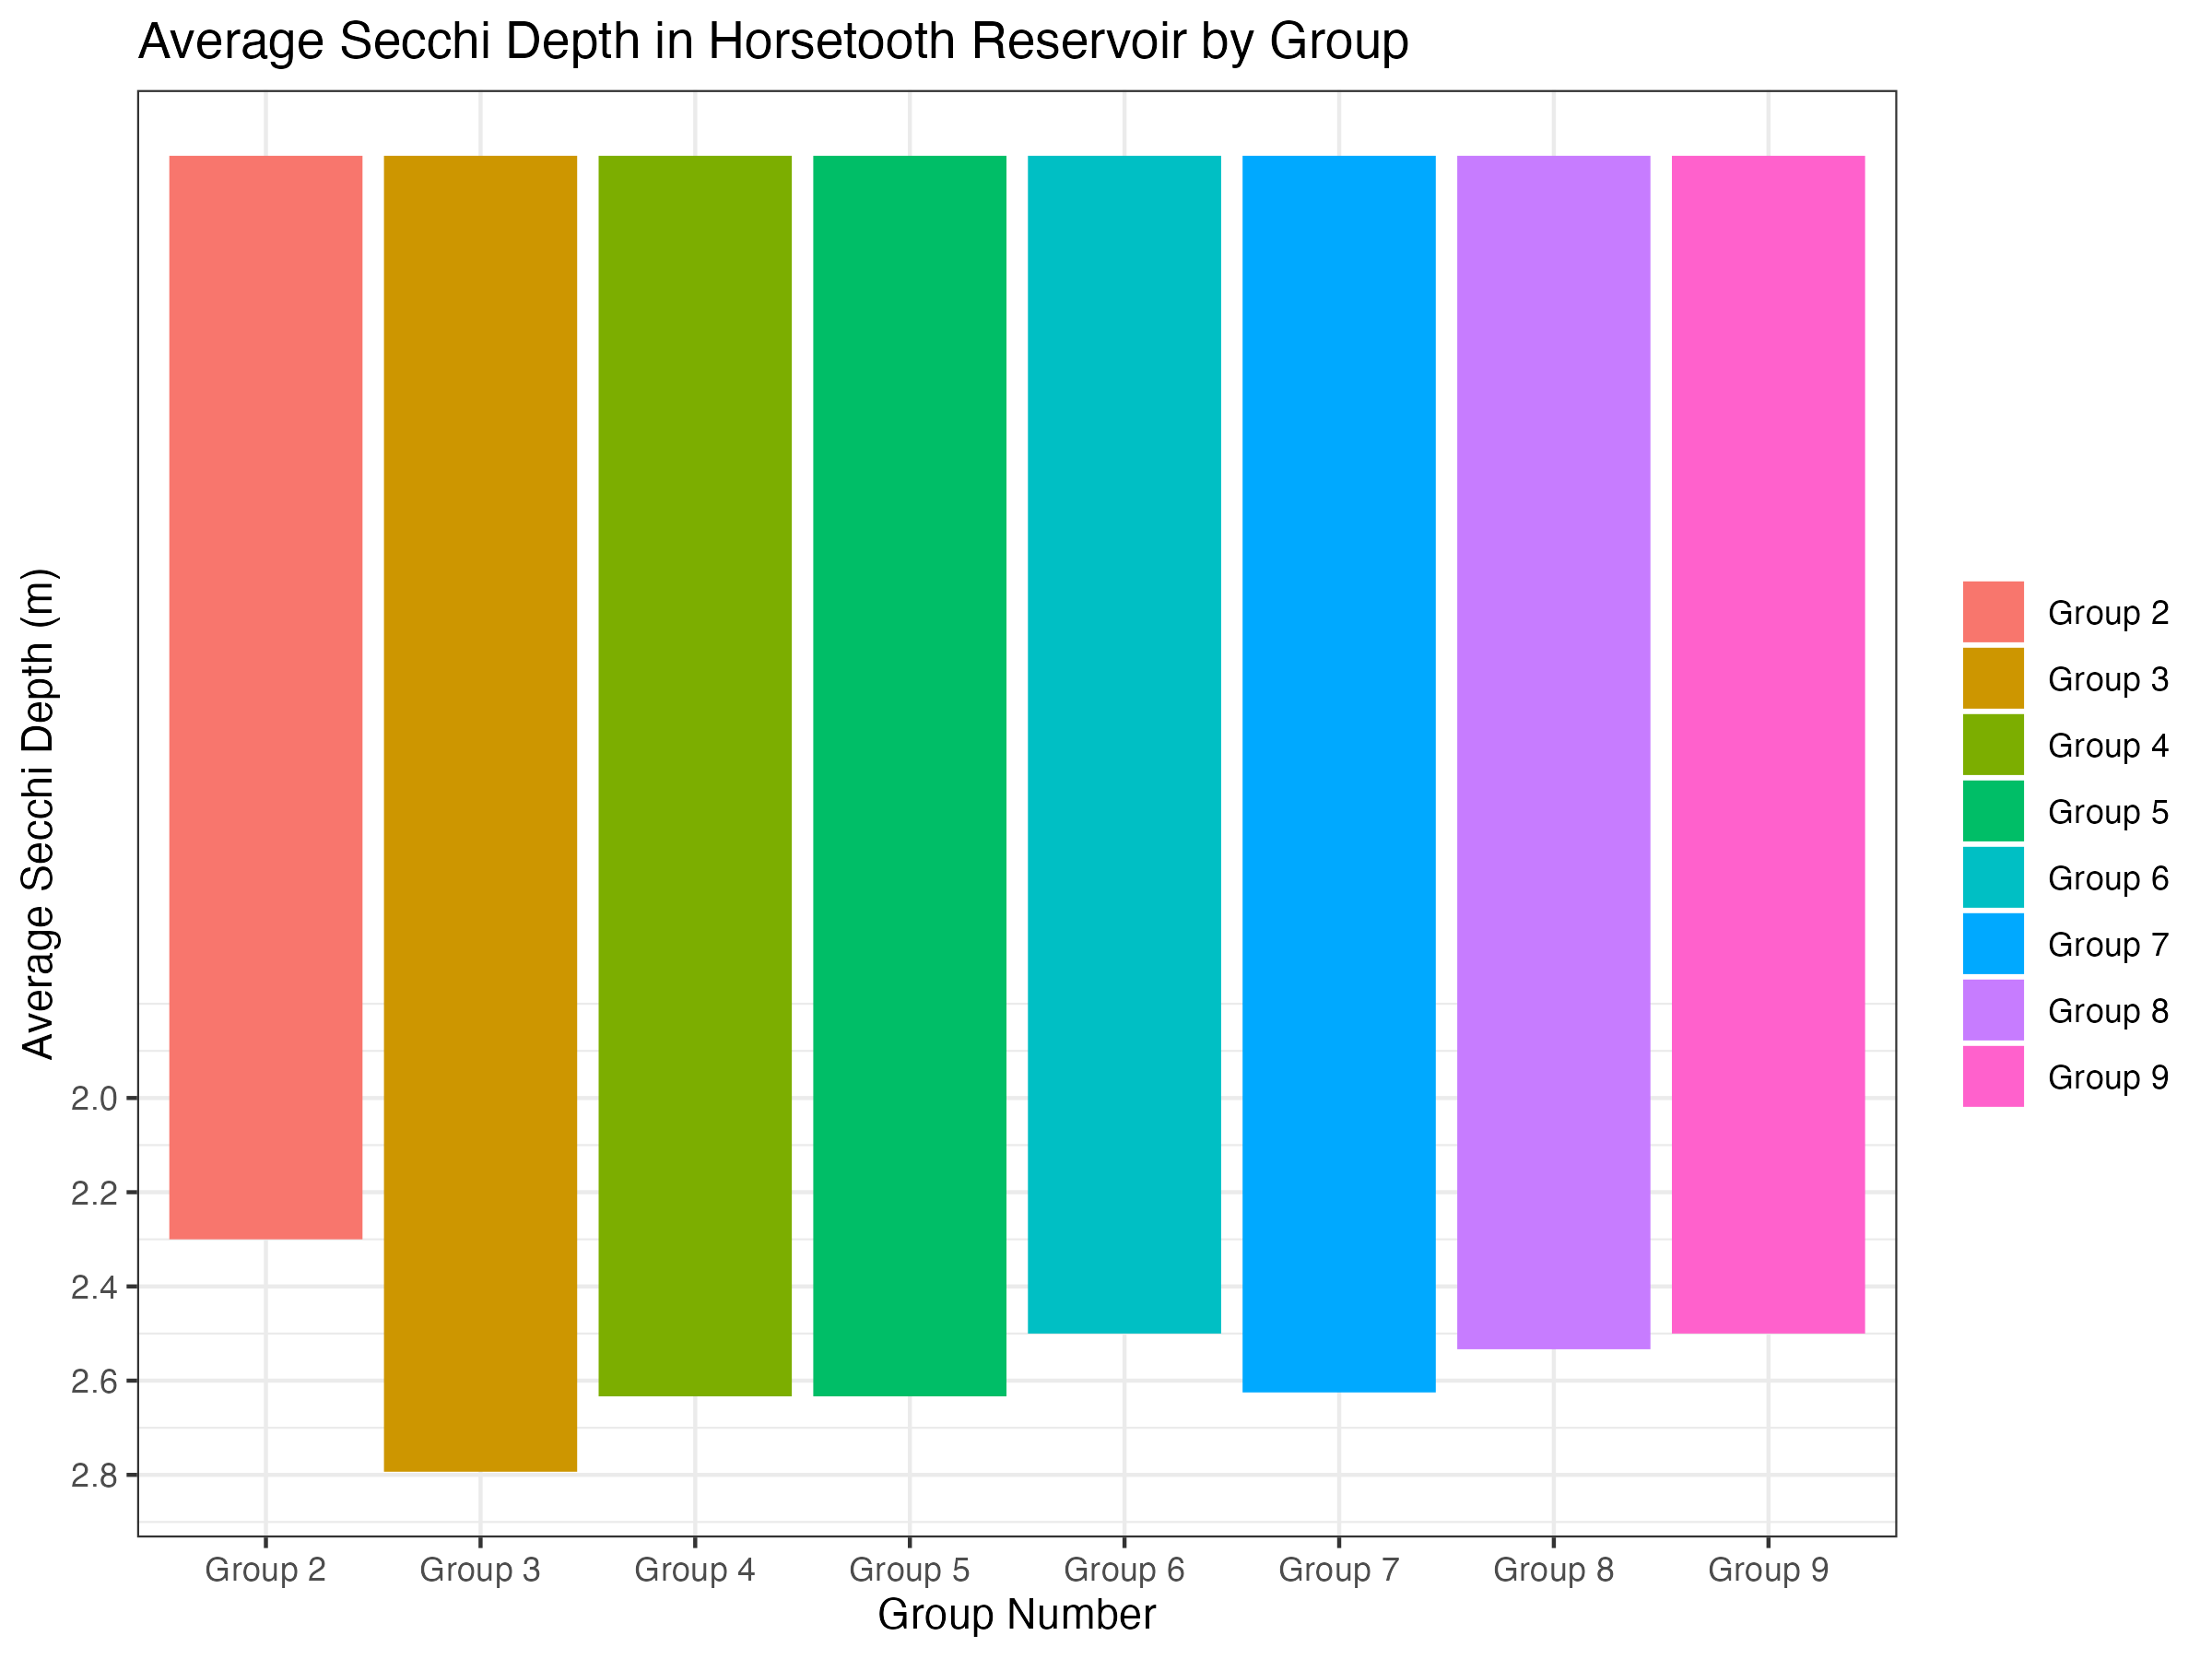 Average Secchi Depth in Horsetooth Reservoir by Group
Average Secchi Depth (m)
2.0
2.2
2.4
2.6
2.8
Group 2 Group 3 Group 4 Group 5 Group 6 Group 7 Group 8 Group 9
Group Number
Group 2
Group 3
Group 4
Group 5
Group 6
Group 7
Group 8
Group 9